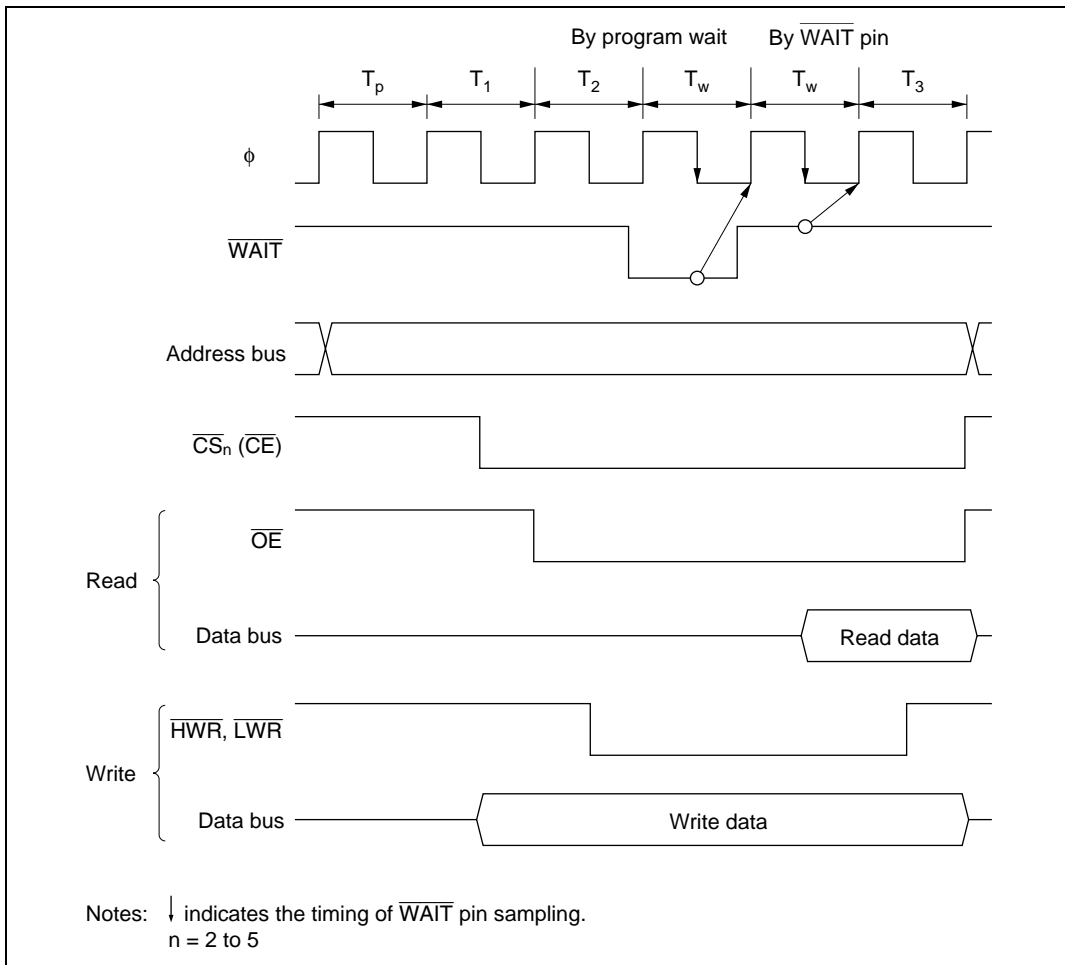 By program wait By WAIT pin
Tp T1 T2 Tw Tw T3
ϕ
WAIT
Address bus
CSn (CE)
OE
Read
Data bus Read data
HWR, LWR
Write
Data bus Write data
Notes: ↓ indicates the timing of WAIT pin sampling.
n = 2 to 5